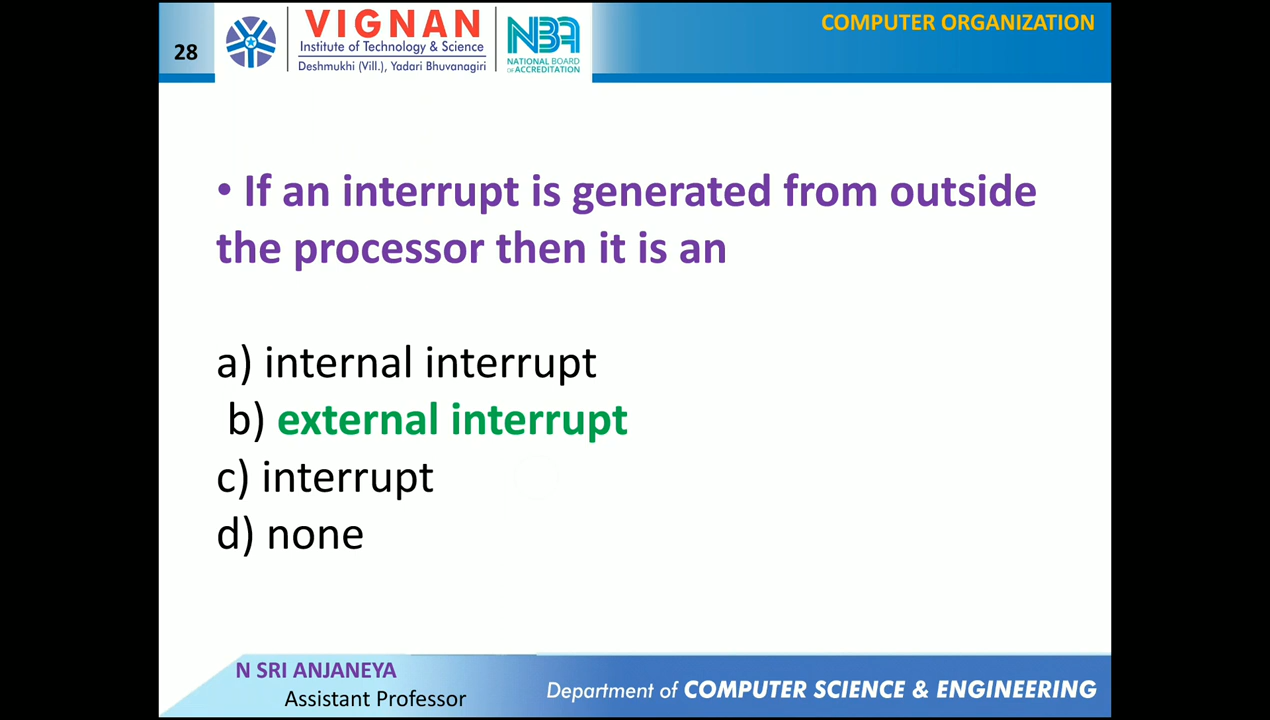 28
VIGNAN
Institute of Technology & Science
Deshmukhi (Vill.), Yadari Bhuvanagiri
NBA
NATIONAL BOARD
OF ACCREDITATION
COMPUTER ORGANIZATION
• If an interrupt is generated from outside
the processor then it is an
a) internal interrupt
b) external interrupt
c) interrupt
d) none
N SRI ANJANEYA
Assistant Professor
Department of COMPUTER SCIENCE & ENGINEERING